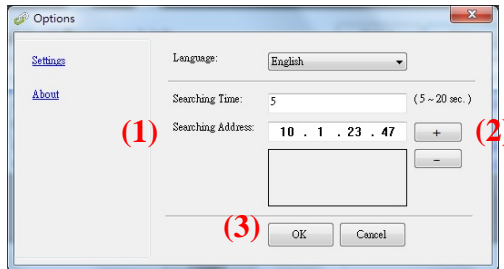 Options
Settings
About
Language: English
Searching Time: 5 (5~20 sec.)
(1) Searching Address: 10 . 1 . 23 . 47 + (2
−
(3) OK Cancel